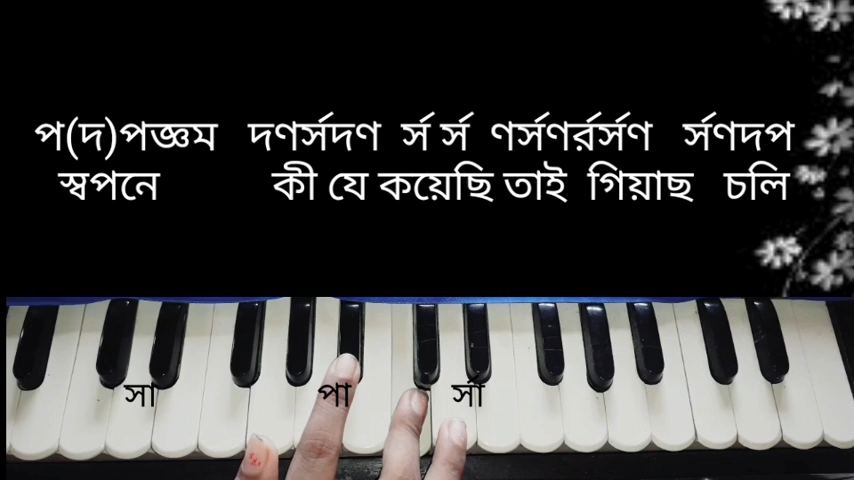 প(দ)পজ্ঞম দণর্সদণ র্স র্স ণর্সণর্রর্সণ র্সণদপ
স্বপনে কী যে কয়েছি তাই গিয়াছ চলি
সা পা র্সা